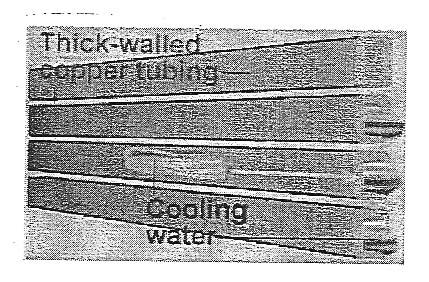 Thick-walled
copper tubing
Cooling
water